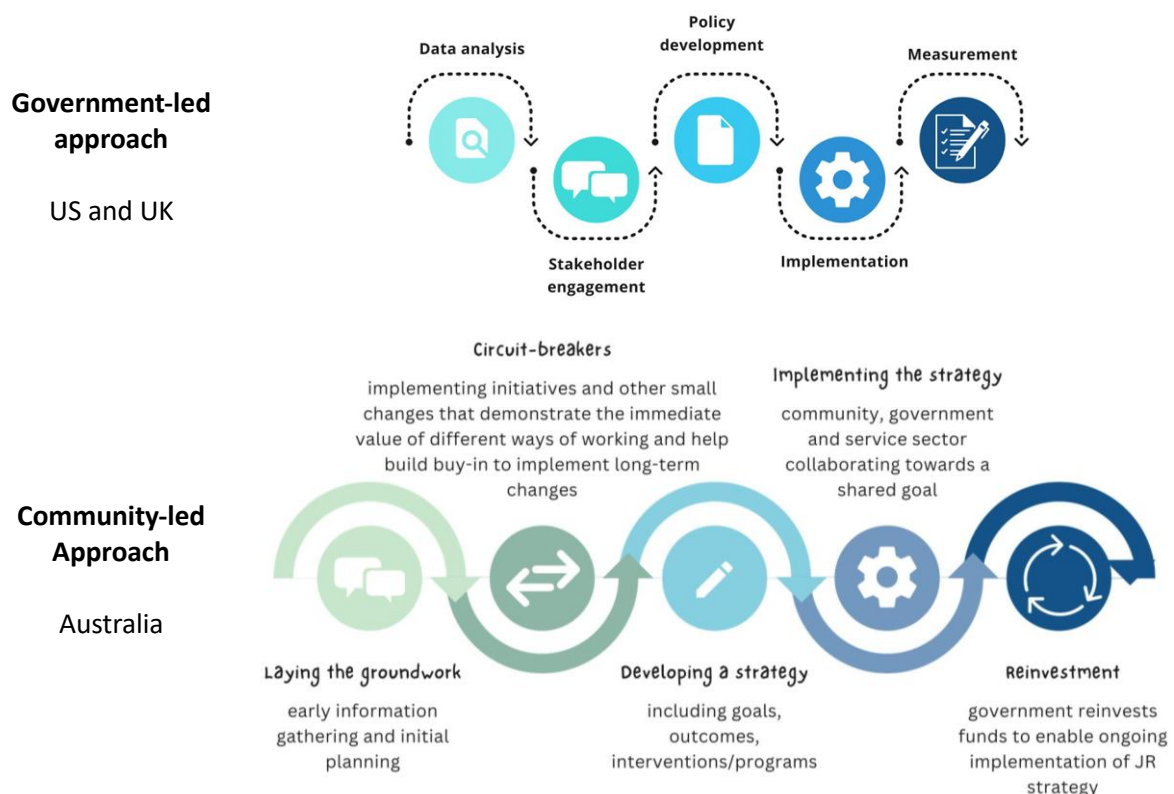 Government-led
approach
US and UK
Data analysis
Stakeholder
engagement
Policy
development
Implementation
Measurement
Community-led
Approach
Australia
Laying the groundwork
early information
gathering and initial
planning
Circuit-breakers
implementing initiatives and other small
changes that demonstrate the immediate
value of different ways of working and help
build buy-in to implement long-term
changes
Developing a strategy
including goals,
outcomes,
interventions/programs
Implementing the strategy
community, government
and service sector
collaborating towards a
shared goal
Reinvestment
government reinvests
funds to enable ongoing
implementation of JR
strategy